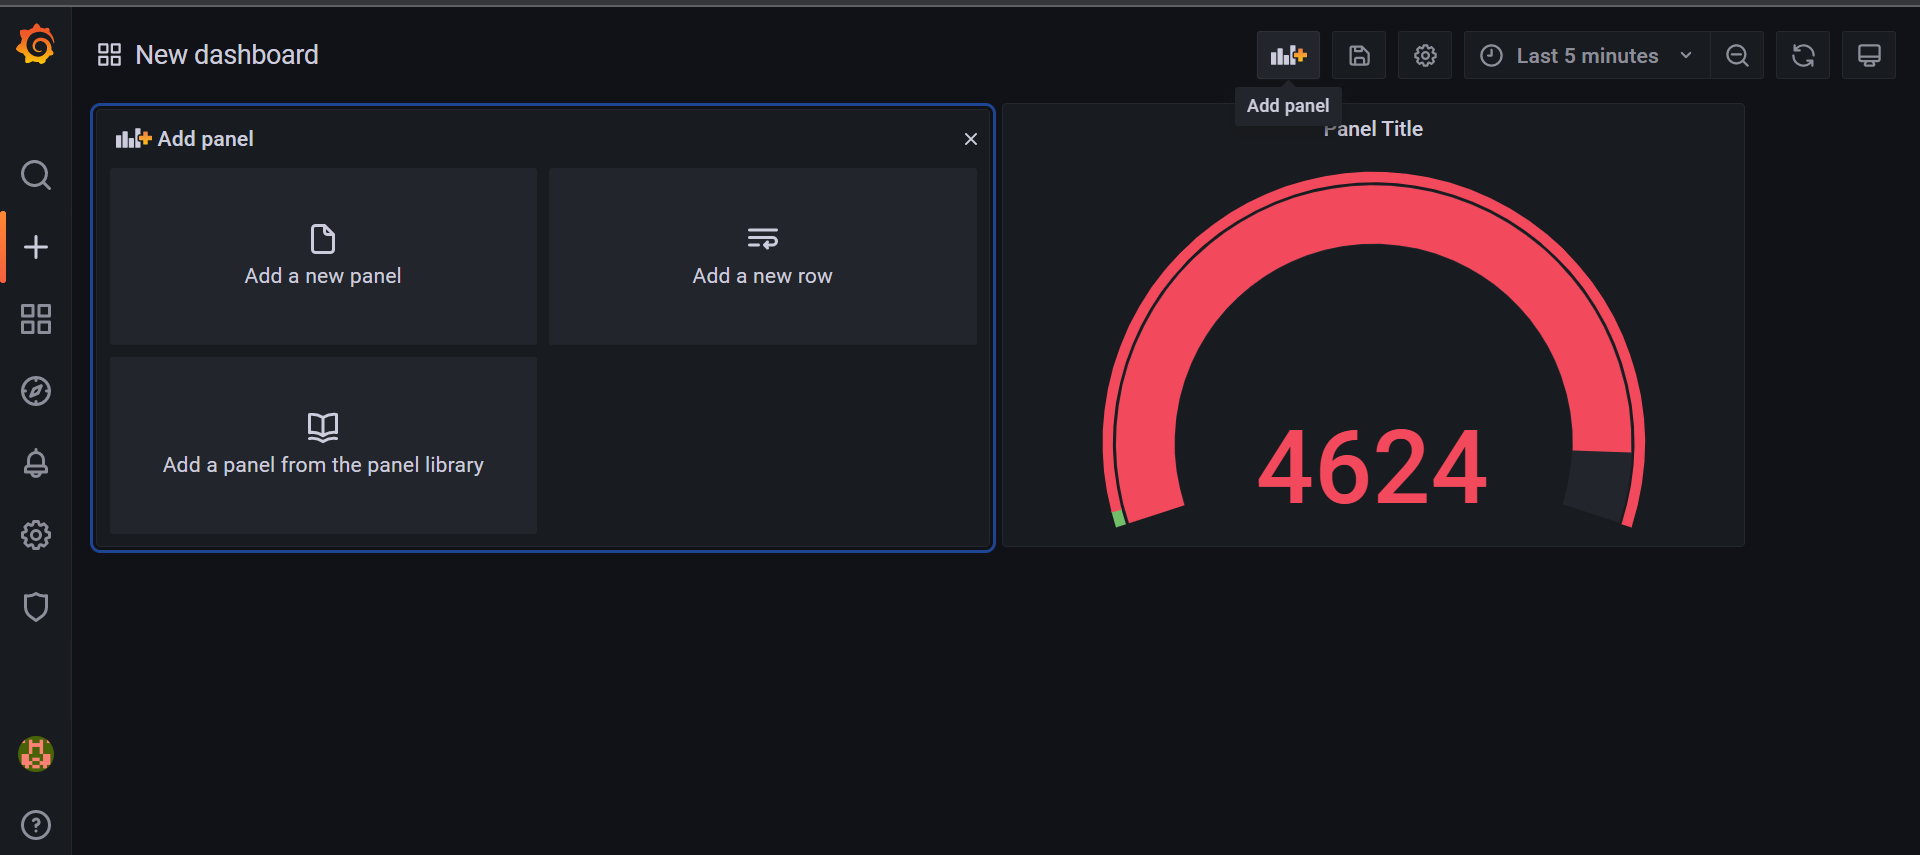 New dashboard
Last 5 minutes
Add panel
Add panel
Panel Title
Add a new panel
Add a new row
Add a panel from the panel library
4624